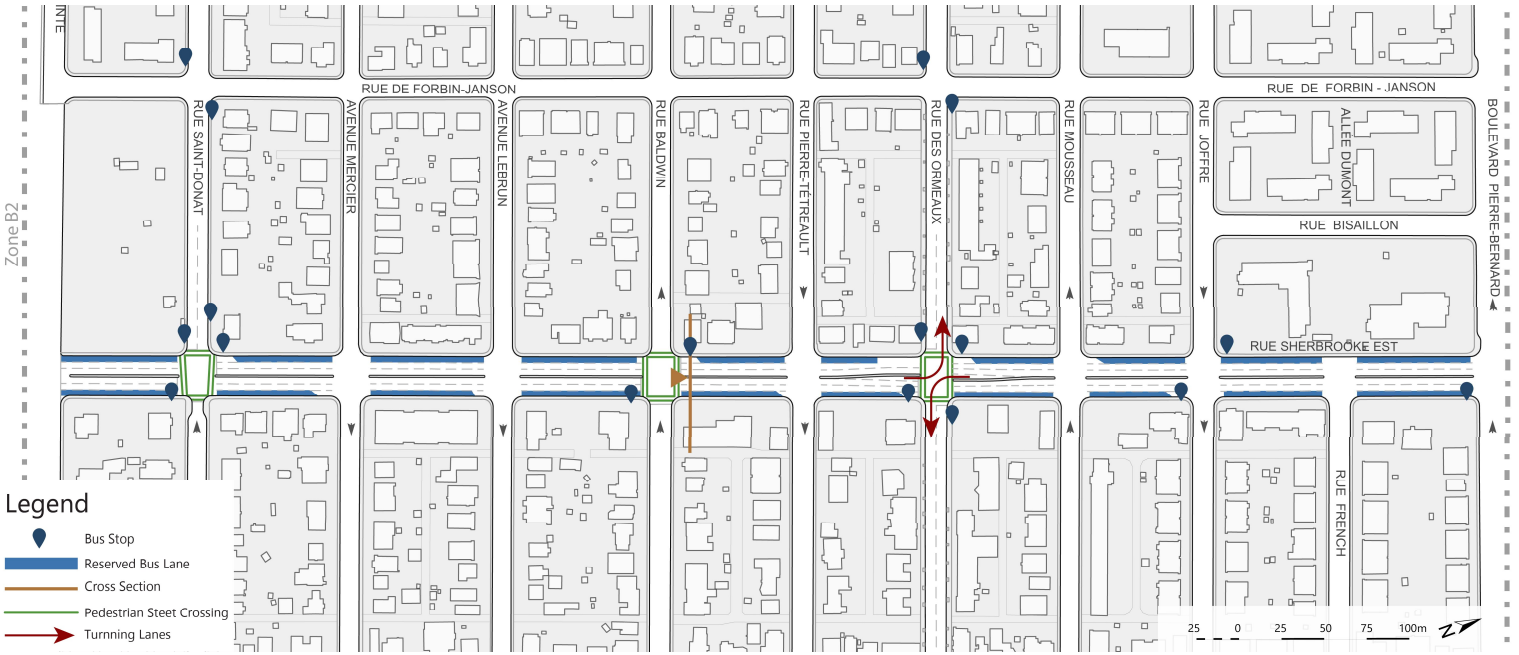 INTE
RUE DE FORBIN-JANSON
RUE DE FORBIN - JANSON
RUE SAINT-DONAT
AVENUE MERCIER
AVENUE LEBRUN
RUE BALDWIN
RUE PIERRE-TÉTREAULT
RUE DES ORMEAUX
RUE MOUSSEAU
RUE JOFFRE
ALLÉE DUMONT
BOULEVARD PIERRE-BERNARD
Zone B2
RUE BISAILLON
RUE SHERBROOKE EST
RUE FRENCH
Legend
Bus Stop
Reserved Bus Lane
Cross Section
Pedestrian Steet Crossing
Turnning Lanes
25 0 25 50 75 100m
N